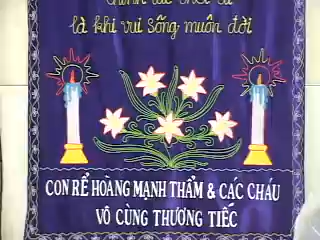 là khi vui sống muôn đời
CON RỂ HOÀNG MẠNH THẨM & CÁC CHÁU
VÔ CÙNG THƯƠNG TIẾC